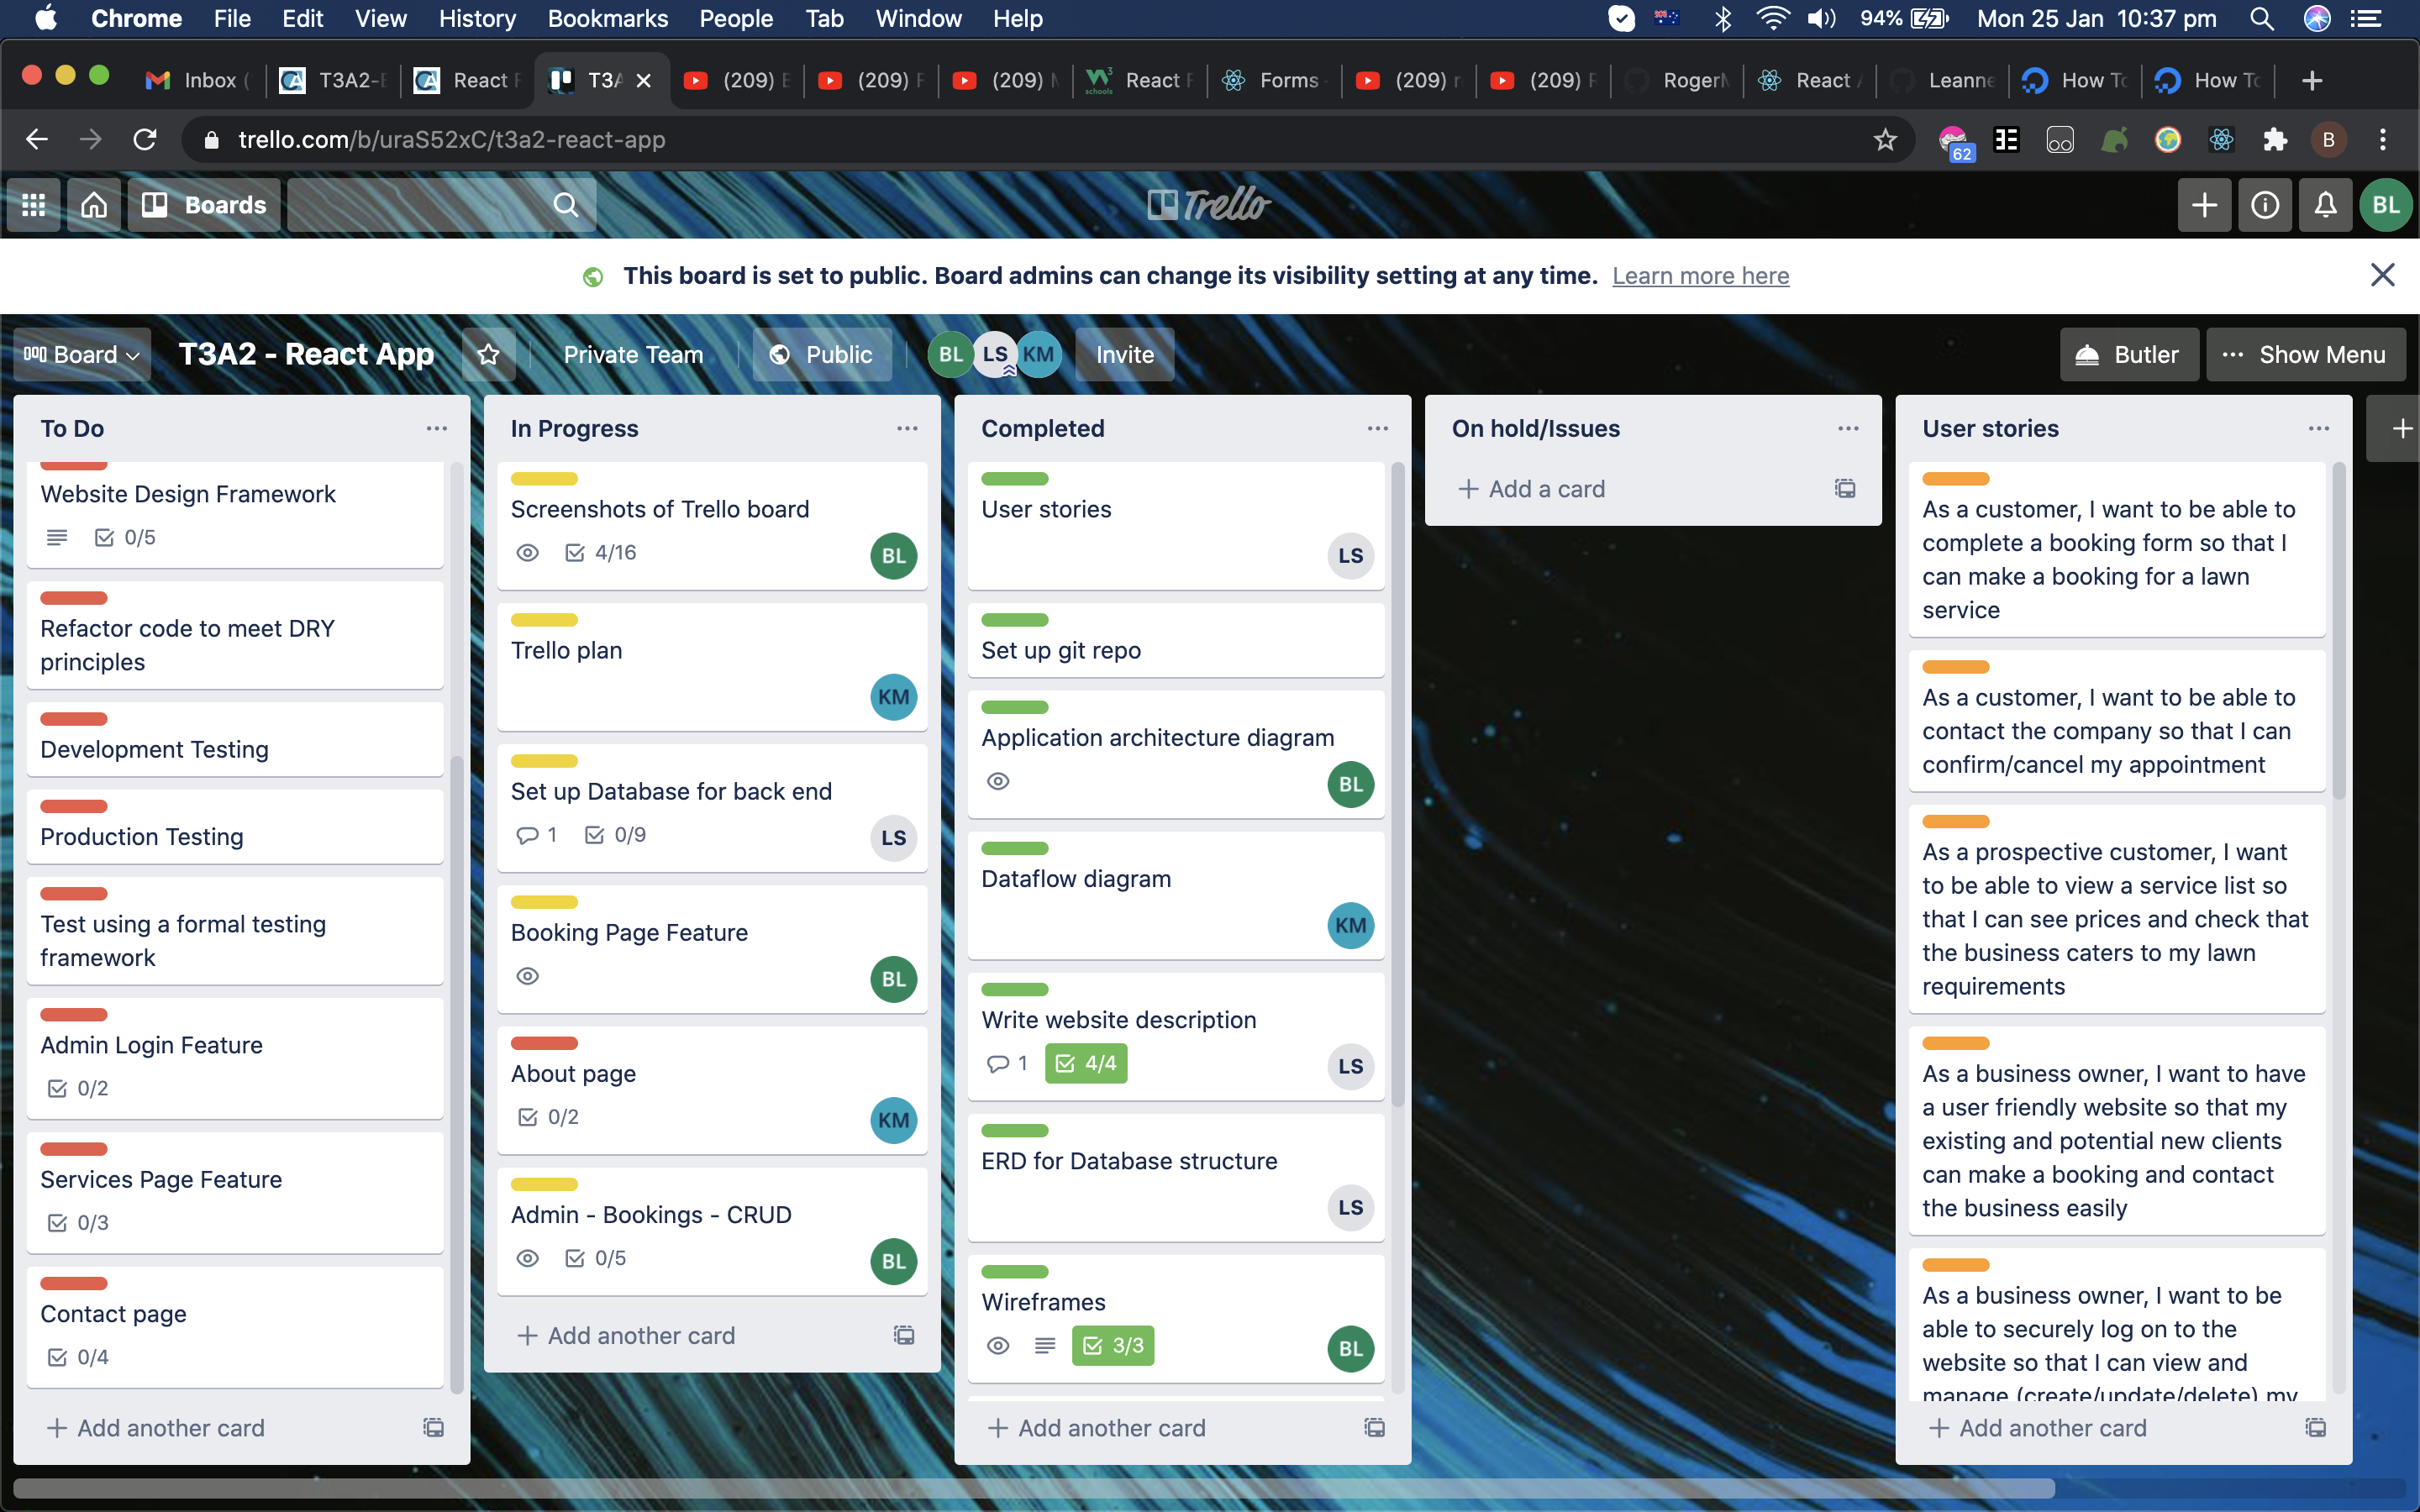 Chrome File Edit View History Bookmarks People Tab Window Help 94% Mon 25 Jan 10:37 pm
Inbox ( T3A2- React T3A (209) (209) (209) React Forms (209) (209) Roger React Leanne How To How To
trello.com/b/uraS52xC/t3a2-react-app
62
B
Boards
Trello
BL
This board is set to public. Board admins can change its visibility setting at any time. Learn more here
Board T3A2 - React App Private Team Public BL LS KM Invite Butler Show Menu
To Do
Website Design Framework
0/5
Refactor code to meet DRY
principles
Development Testing
Production Testing
Test using a formal testing
framework
Admin Login Feature
0/2
Services Page Feature
0/3
Contact page
0/4
Add another card
In Progress
Screenshots of Trello board
4/16
BL
Trello plan
KM
Set up Database for back end
1 0/9
LS
Booking Page Feature
BL
About page
0/2
KM
Admin - Bookings - CRUD
0/5
BL
Add another card
Completed
User stories
LS
Set up git repo
Application architecture diagram
BL
Dataflow diagram
KM
Write website description
1 4/4
LS
ERD for Database structure
LS
Wireframes
3/3
BL
Add another card
On hold/Issues
Add a card
User stories
As a customer, I want to be able to
complete a booking form so that I
can make a booking for a lawn
service
As a customer, I want to be able to
contact the company so that I can
confirm/cancel my appointment
As a prospective customer, I want
to be able to view a service list so
that I can see prices and check that
the business caters to my lawn
requirements
As a business owner, I want to have
a user friendly website so that my
existing and potential new clients
can make a booking and contact
the business easily
As a business owner, I want to be
able to securely log on to the
website so that I can view and
manage (create/update/delete) my
Add another card